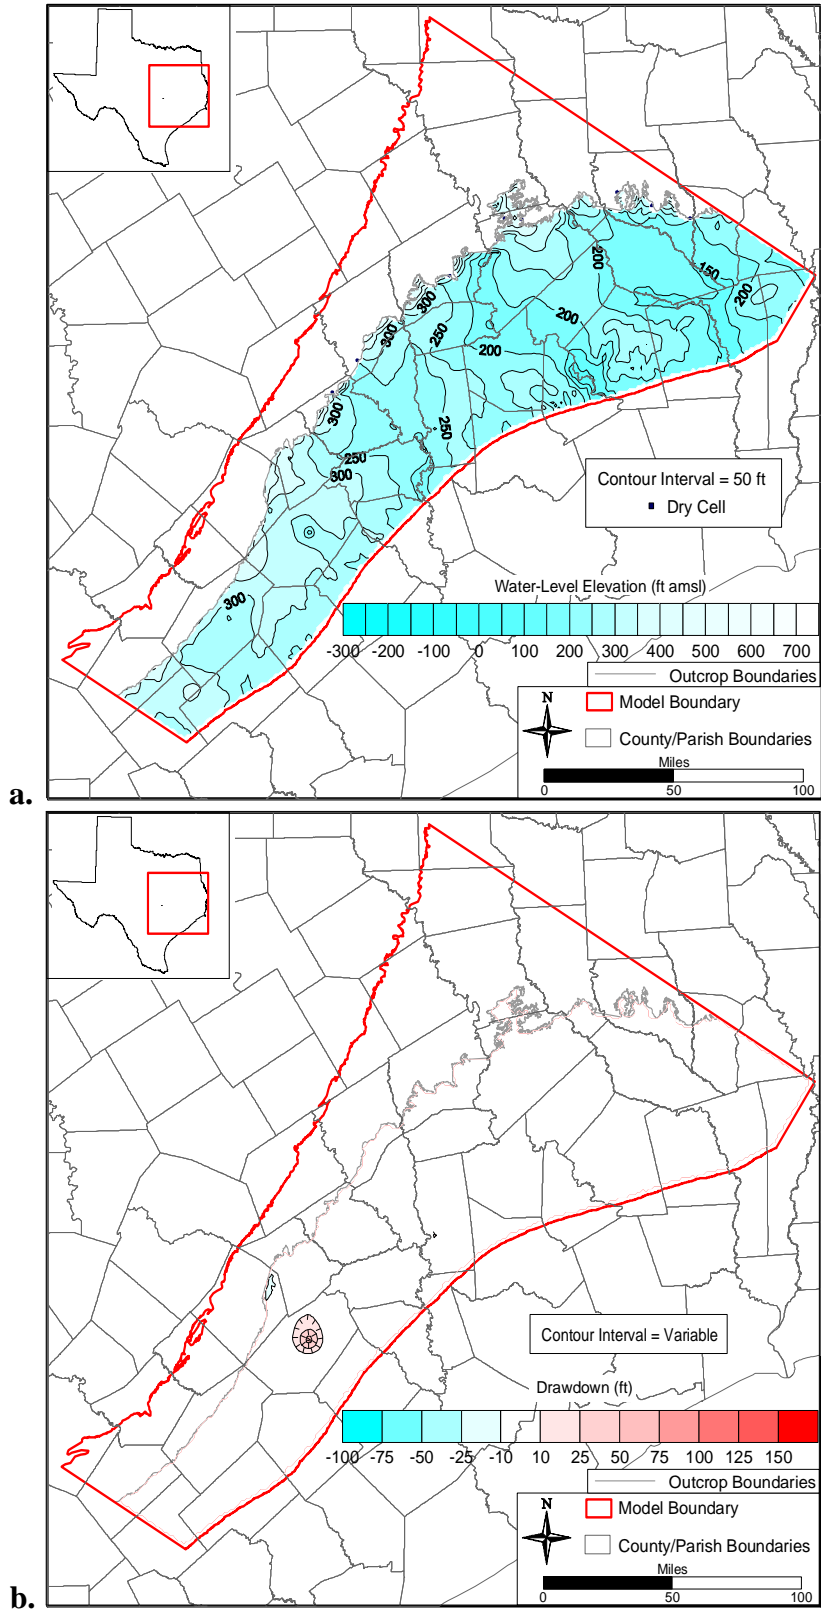 200
150
200
300
300
250
200
200
300
250
250
300
Contour Interval = 50 ft
Dry Cell
300
Water-Level Elevation (ft amsl)
-300 -200 -100 0 100 200 300 400 500 600 700
Outcrop Boundaries
N
Model Boundary
County/Parish Boundaries
Miles
0 50 100
a.
Contour Interval = Variable
Drawdown (ft)
-100 -75 -50 -25 -10 10 25 50 75 100 125 150
Outcrop Boundaries
N
Model Boundary
County/Parish Boundaries
Miles
0 50 100
b.